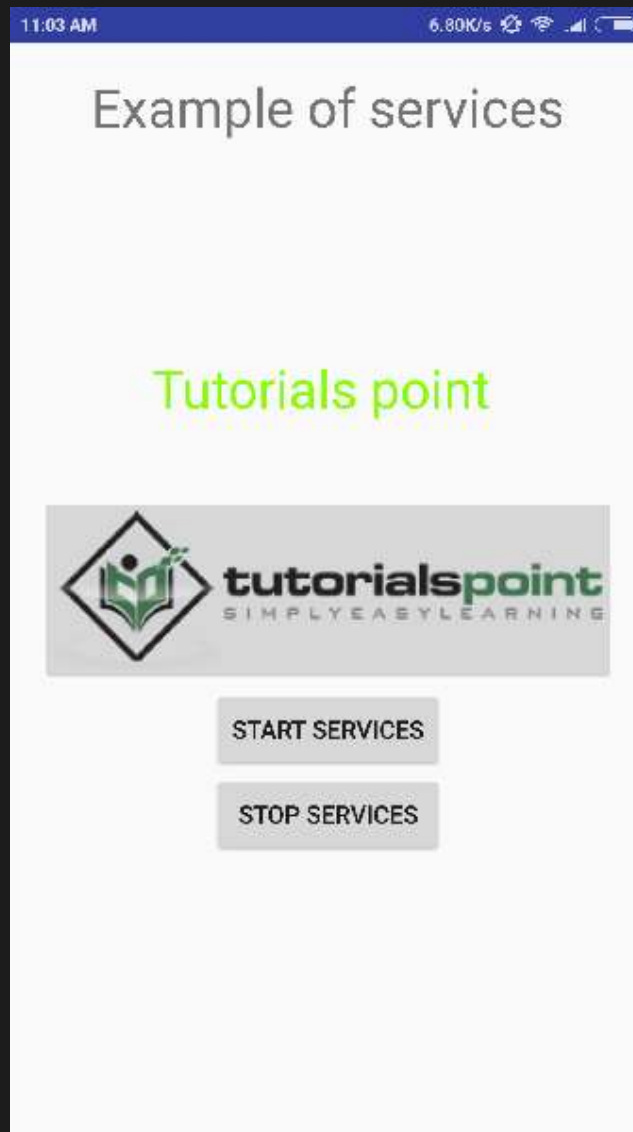 11:03 AM 6.80K/s
Example of services
Tutorials point
tutorialspoint
SIMPLYEASYLEARNING
START SERVICES
STOP SERVICES